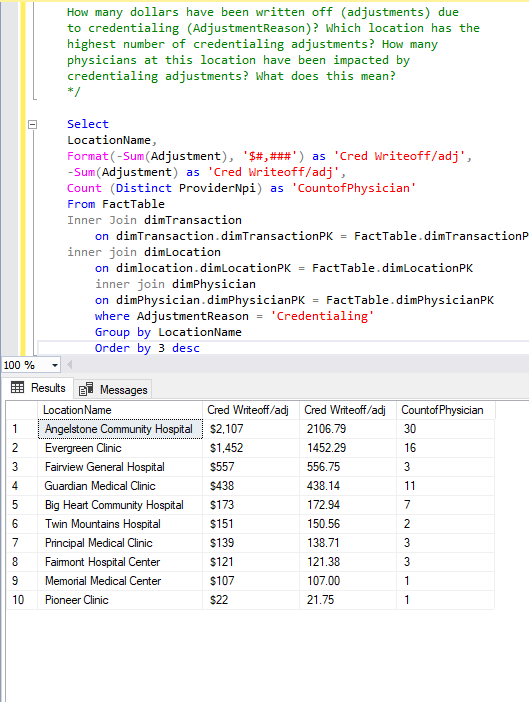 How many dollars have been written off (adjustments) due
to credentialing (AdjustmentReason)? Which location has the
highest number of credentialing adjustments? How many
physicians at this location have been impacted by
credentialing adjustments? What does this mean?
*/
Select
LocationName,
Format(-Sum(Adjustment), '$#,###') as 'Cred Writeoff/adj',
-Sum(Adjustment) as 'Cred Writeoff/adj',
Count (Distinct ProviderNpi) as 'CountofPhysician'
From FactTable
Inner Join dimTransaction
on dimTransaction.dimTransactionPK = FactTable.dimTransactionP
inner join dimLocation
on dimlocation.dimLocationPK = FactTable.dimLocationPK
inner join dimPhysician
on dimPhysician.dimPhysicianPK = FactTable.dimPhysicianPK
where AdjustmentReason = 'Credentialing'
Group by LocationName
Order by 3 desc
100 %
Results Messages
LocationName Cred Writeoff/adj Cred Writeoff/adj CountofPhysician
1 Angelstone Community Hospital $2,107 2106.79 30
2 Evergreen Clinic $1,452 1452.29 16
3 Fairview General Hospital $557 556.75 3
4 Guardian Medical Clinic $438 438.14 11
5 Big Heart Community Hospital $173 172.94 7
6 Twin Mountains Hospital $151 150.56 2
7 Principal Medical Clinic $139 138.71 3
8 Fairmont Hospital Center $121 121.38 3
9 Memorial Medical Center $107 107.00 1
10 Pioneer Clinic $22 21.75 1